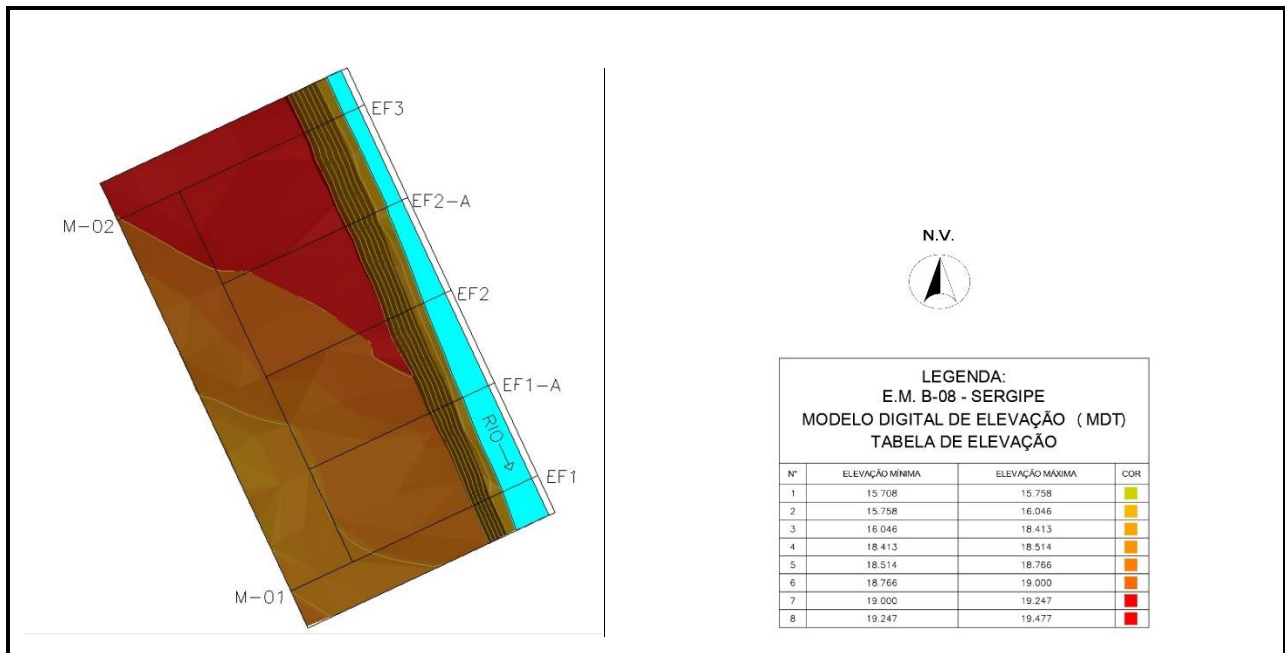 EF3
EF2-A
M-02
EF2
EF1-A
RIO
EF1
M-01
N.V.
LEGENDA:
E.M. B-08 - SERGIPE
MODELO DIGITAL DE ELEVAÇÃO ( MDT)
TABELA DE ELEVAÇÃO
N° ELEVAÇÃO MÍNIMA ELEVAÇÃO MÁXIMA COR
1 15.708 15.758
2 15.758 16.046
3 16.046 18.413
4 18.413 18.514
5 18.514 18.766
6 18.766 19.000
7 19.000 19.247
8 19.247 19.477